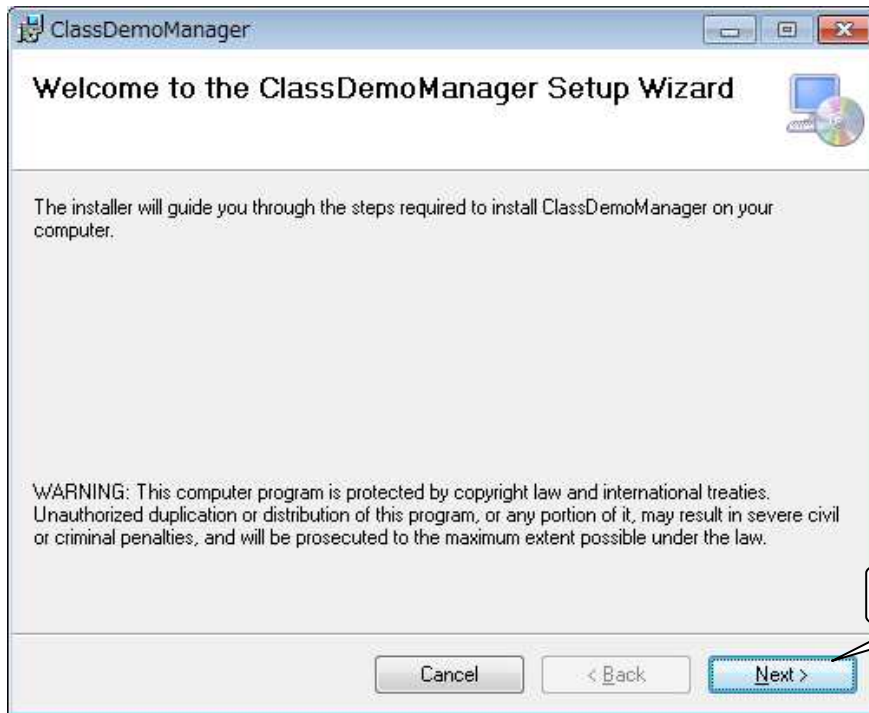 ClassDemoManager
Welcome to the ClassDemoManager Setup Wizard
The installer will guide you through the steps required to install ClassDemoManager on your
computer.
WARNING: This computer program is protected by copyright law and international treaties.
Unauthorized duplication or distribution of this program, or any portion of it, may result in severe civil
or criminal penalties, and will be prosecuted to the maximum extent possible under the law.
Cancel
< Back
Next >